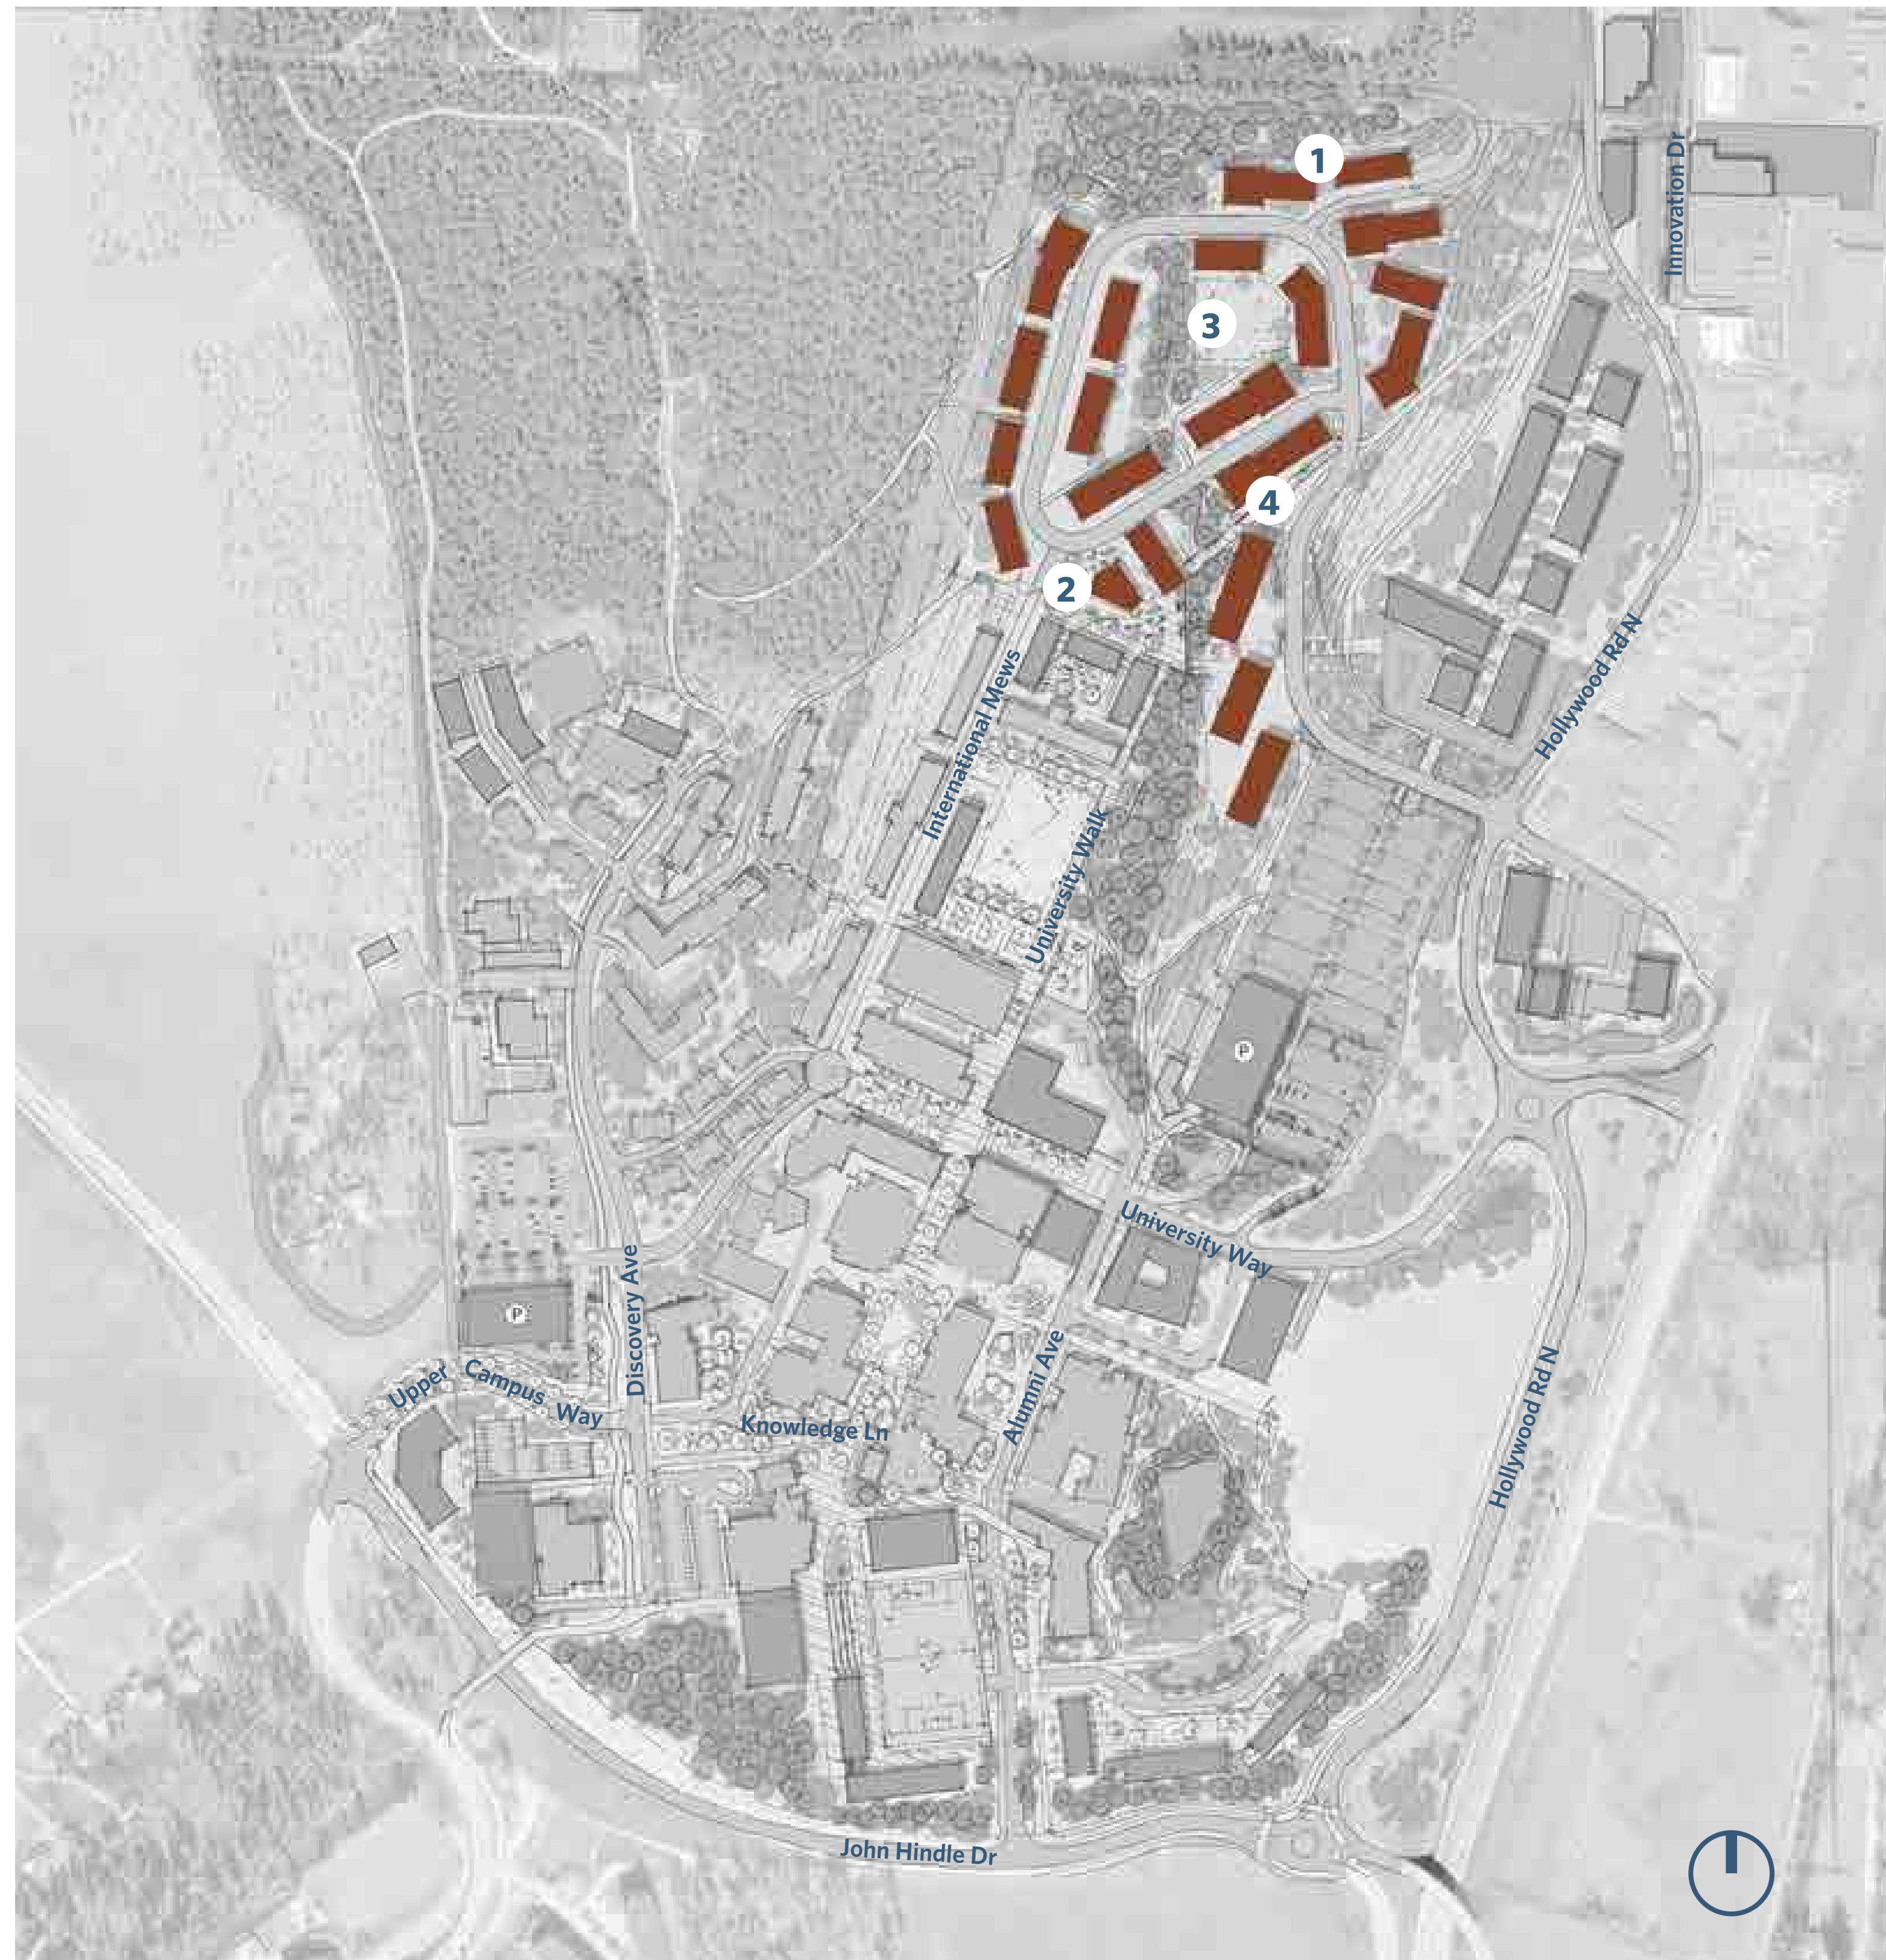 1
Innovation Dr
3
4
2
Hollywood Rd N
International Mews
University Walk
P
University Way
Discovery Ave
P
Upper Campus Way
Alumni Ave
Knowledge Ln
Hollywood Rd N
John Hindle Dr